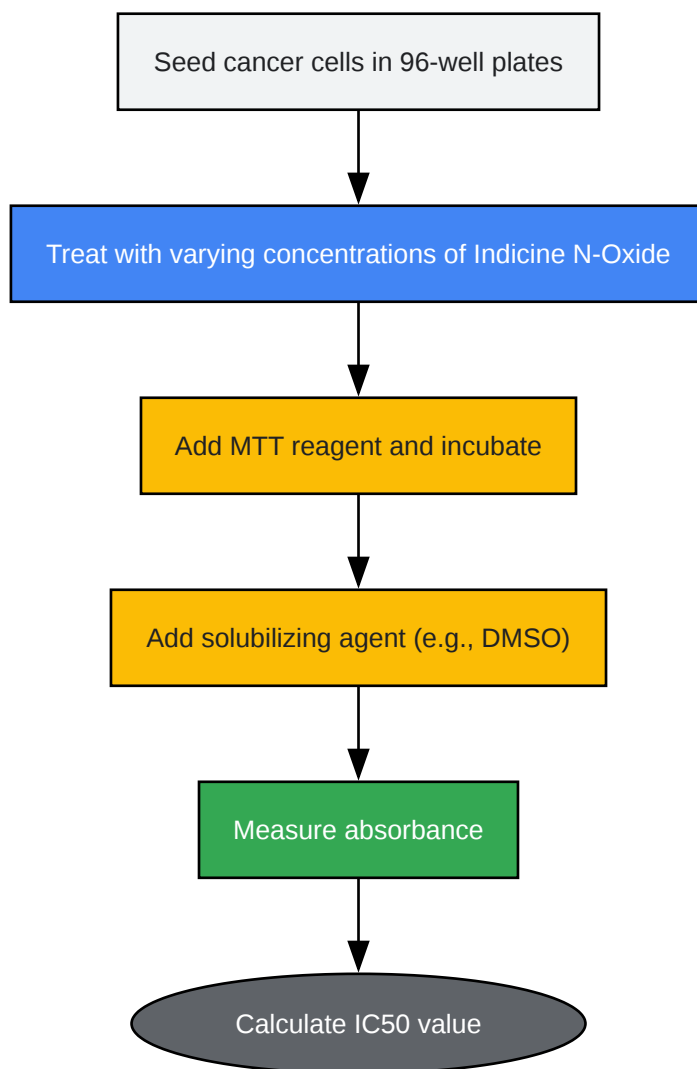 Seed cancer cells in 96-well plates
Treat with varying concentrations of Indicine N-Oxide
Add MTT reagent and incubate
Add solubilizing agent (e.g., DMSO)
Measure absorbance
Calculate IC50 value